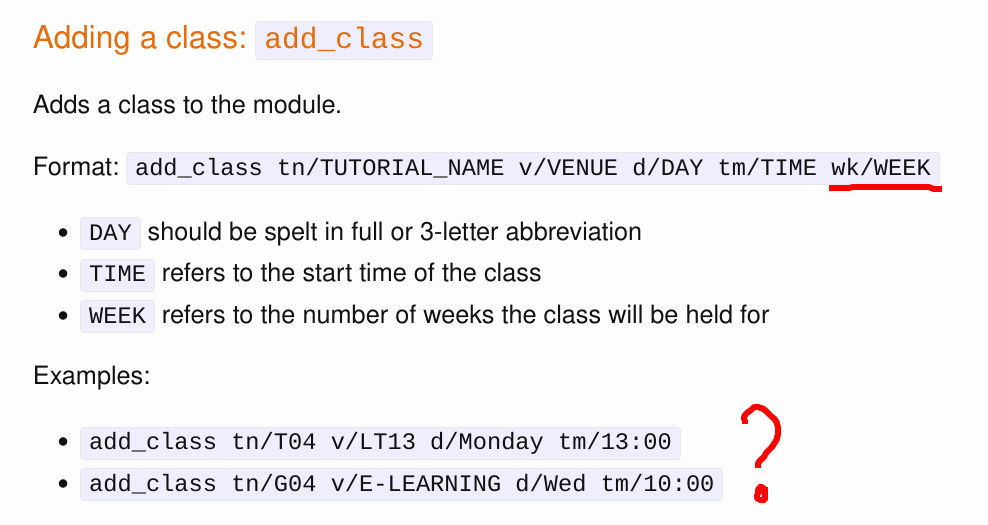 Adding a class: add_class
Adds a class to the module.
Format: add_class tn/TUTORIAL_NAME v/VENUE d/DAY tm/TIME wk/WEEK
• DAY should be spelt in full or 3-letter abbreviation
• TIME refers to the start time of the class
• WEEK refers to the number of weeks the class will be held for
Examples:
• add_class tn/T04 v/LT13 d/Monday tm/13:00
• add_class tn/G04 v/E-LEARNING d/Wed tm/10:00
?